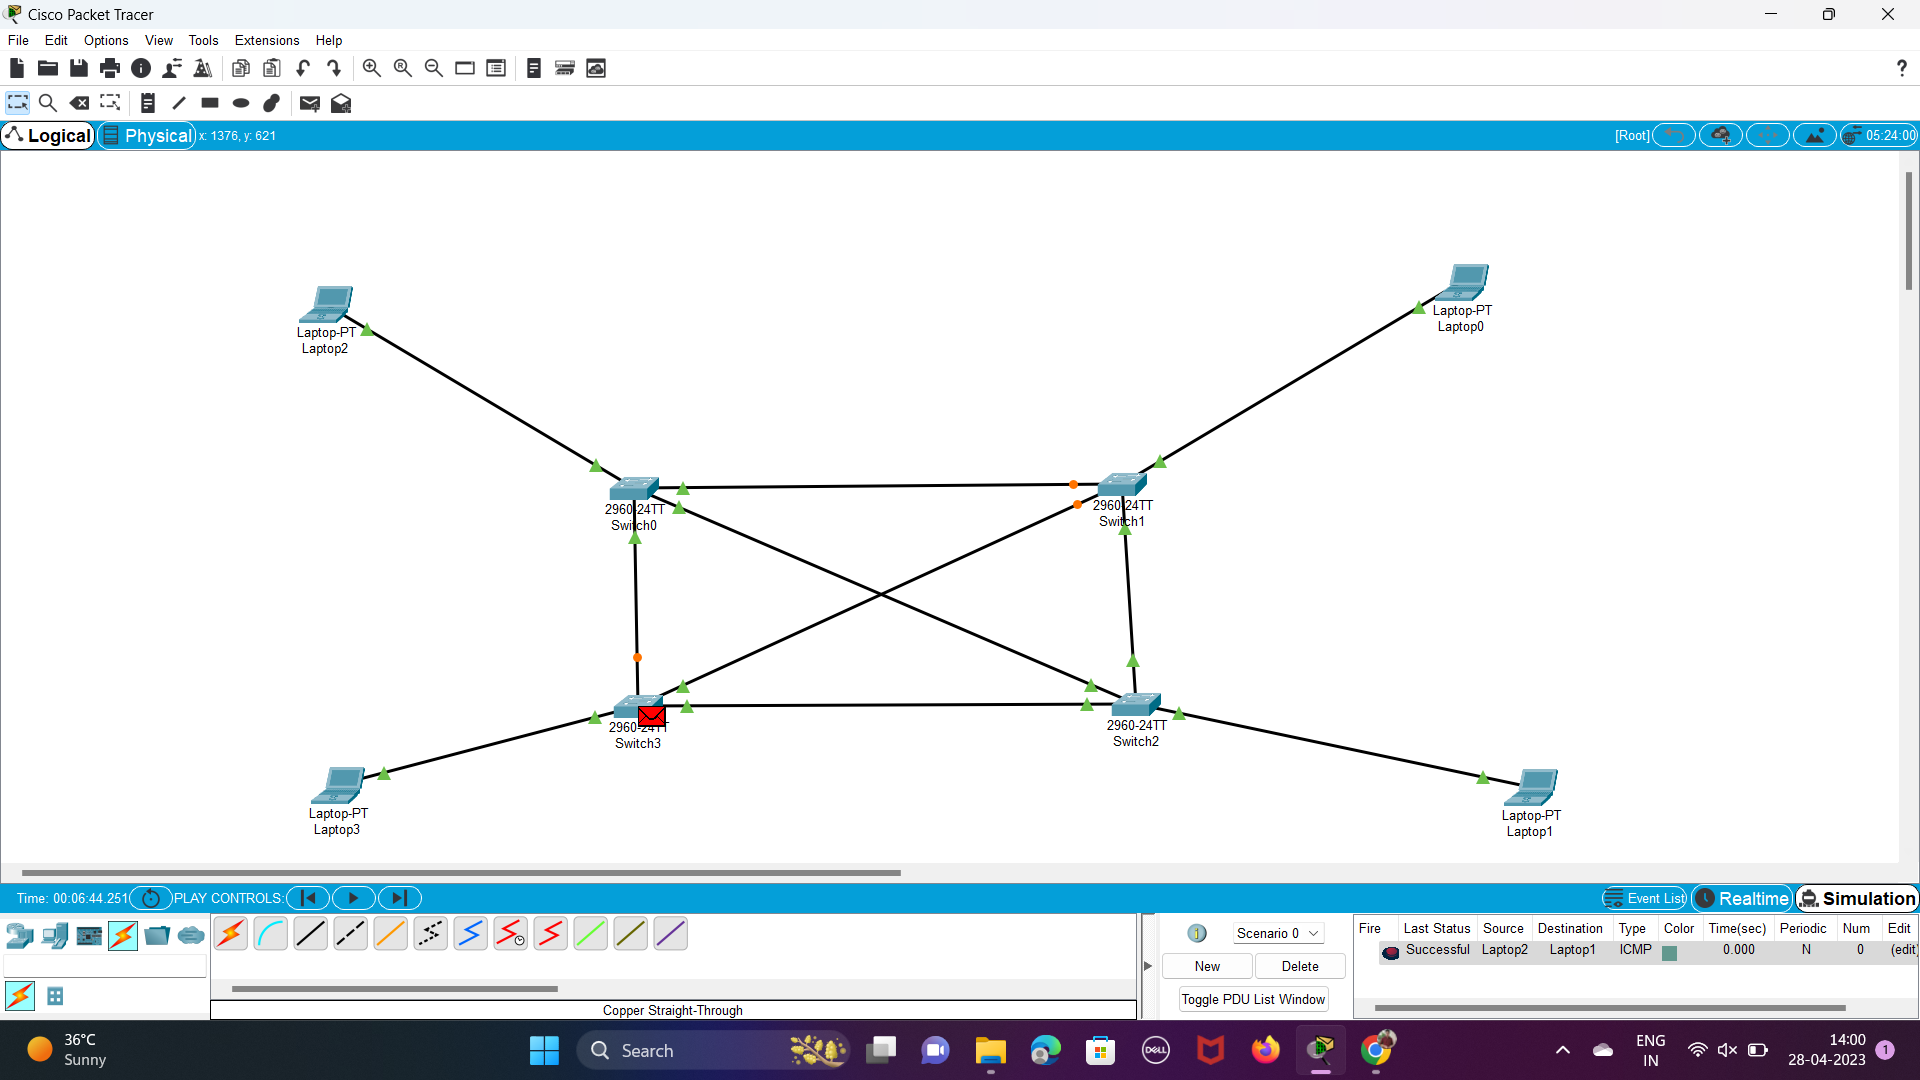 Cisco Packet Tracer
File Edit Options View Tools Extensions Help
?
Logical Physical x: 1376, y: 621 [Root] 05:24:00
Laptop-PT
Laptop0
Laptop-PT
Laptop2
2960-24TT
Switch0
2960-24TT
Switch1
2960-24TT
Switch3
2960-24TT
Switch2
Laptop-PT
Laptop3
Laptop-PT
Laptop1
Time: 00:06:44.251 PLAY CONTROLS: Event List Realtime Simulation
Scenario 0
New Delete
Toggle PDU List Window
Fire Last Status Source Destination Type Color Time(sec) Periodic Num Edit
Successful Laptop2 Laptop1 ICMP 0.000 N 0 (edit
Copper Straight-Through
36°C
Sunny
Search
DELL
ENG
IN
14:00
28-04-2023
1